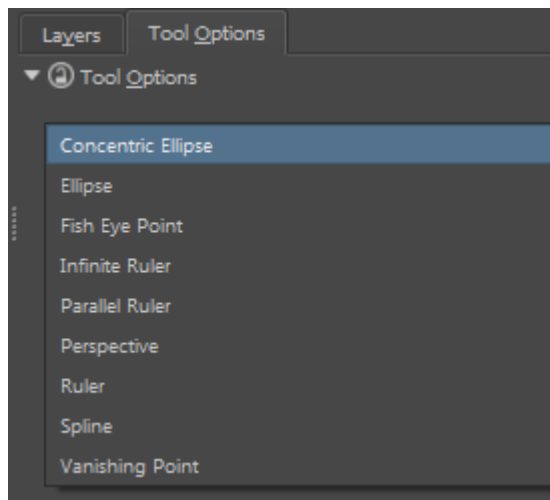 Layers Tool Options
Tool Options
Concentric Ellipse
Ellipse
Fish Eye Point
Infinite Ruler
Parallel Ruler
Perspective
Ruler
Spline
Vanishing Point